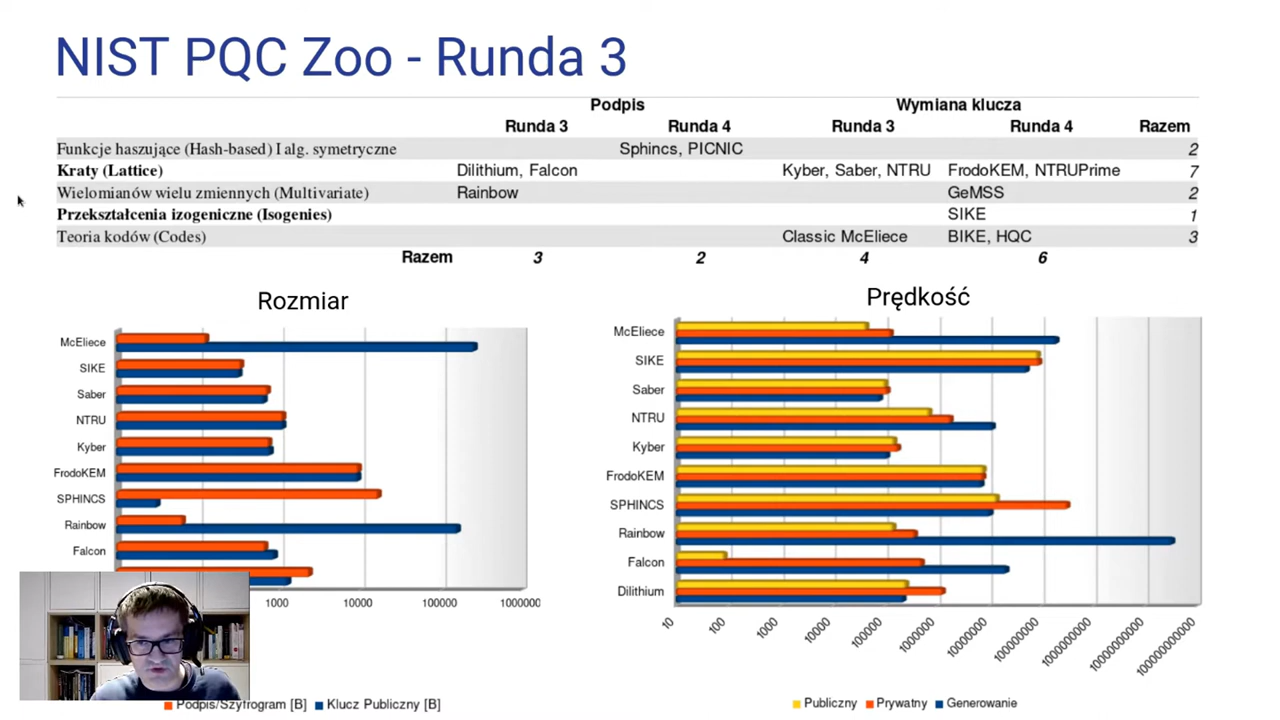 NIST PQC Zoo - Runda 3
Podpis Wymiana klucza
Runda 3 Runda 4 Runda 3 Runda 4 Razem
Funkcje haszujące (Hash-based) I alg. symetryczne Sphincs, PICNIC 2
Kraty (Lattice) Dilithium, Falcon Kyber, Saber, NTRU FrodoKEM, NTRUPrime 7
Wielomianów wielu zmiennych (Multivariate) Rainbow GeMSS 2
Przekształcenia izogeniczne (Isogenies) SIKE 1
Teoria kodów (Codes) Classic McEliece BIKE, HQC 3
Razem 3 2 4 6
Rozmiar
McEliece
SIKE
Saber
NTRU
Kyber
FrodoKEM
SPHINCS
Rainbow
Falcon
1000 10000 100000 1000000
Podpis/Szyfrogram [B] Klucz Publiczny [B]
Prędkość
McEliece
SIKE
Saber
NTRU
Kyber
FrodoKEM
SPHINCS
Rainbow
Falcon
Dilithium
10 100 1000 10000 100000 1000000 10000000 100000000 1000000000 10000000000 100000000000
Publiczny Prywatny Generowanie